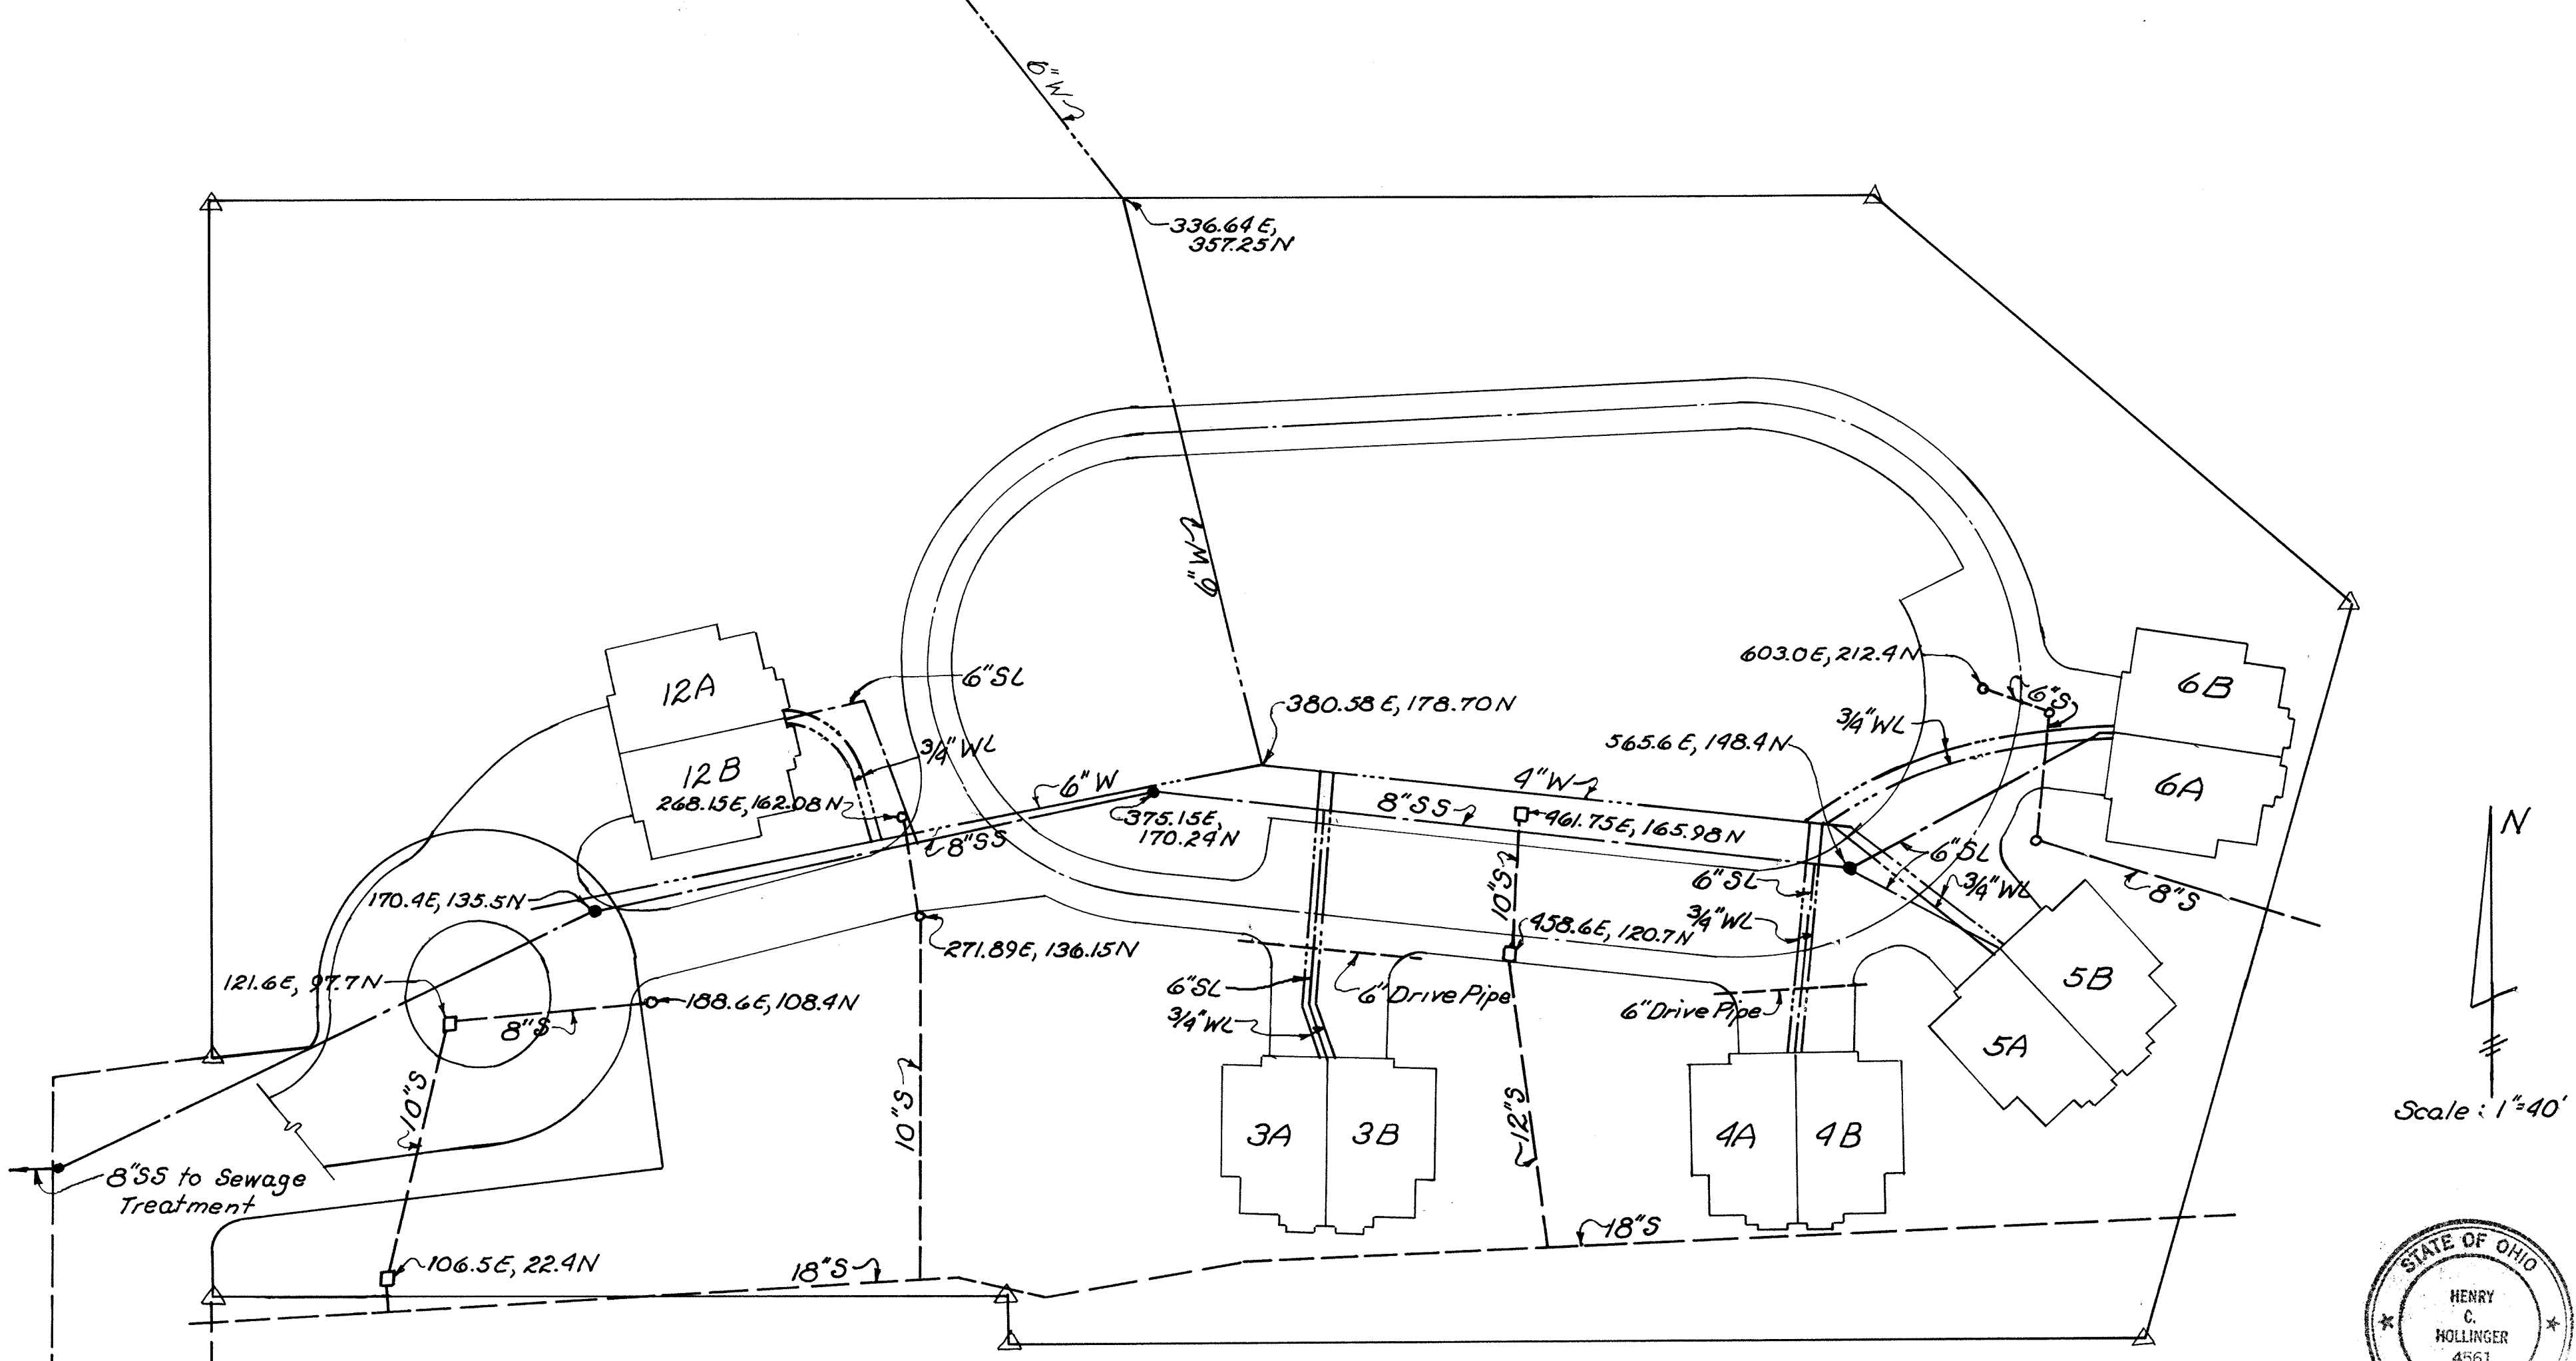 6"W
336.64E,
357.25N
6"W
12A
12B
6"SL
3/4"WL
268.15E, 162.08N
380.58E, 178.70N
603.0E, 212.4N
6"S
3/4"WL
6B
6A
565.6E, 148.4N
6"W
4"W
8"SS
375.15E,
170.24N
461.75E, 165.98N
8"SS
6"SL
6"SL
3/4"WL
8"S
N
170.4E, 135.5N
10"S
3/4"WL
458.6E, 120.7N
271.89E, 136.15N
121.6E, 97.7N
188.6E, 108.4N
8"S
6"SL
6"Drive Pipe
6"Drive Pipe
3/4"WL
5B
5A
10"S
10"S
12"S
3A
3B
4A
4B
Scale: 1"=40'
8"SS to Sewage
Treatment
106.5E, 22.4N
18"S
18"S
STATE OF OHIO
HENRY
C.
HOLLINGER
4561